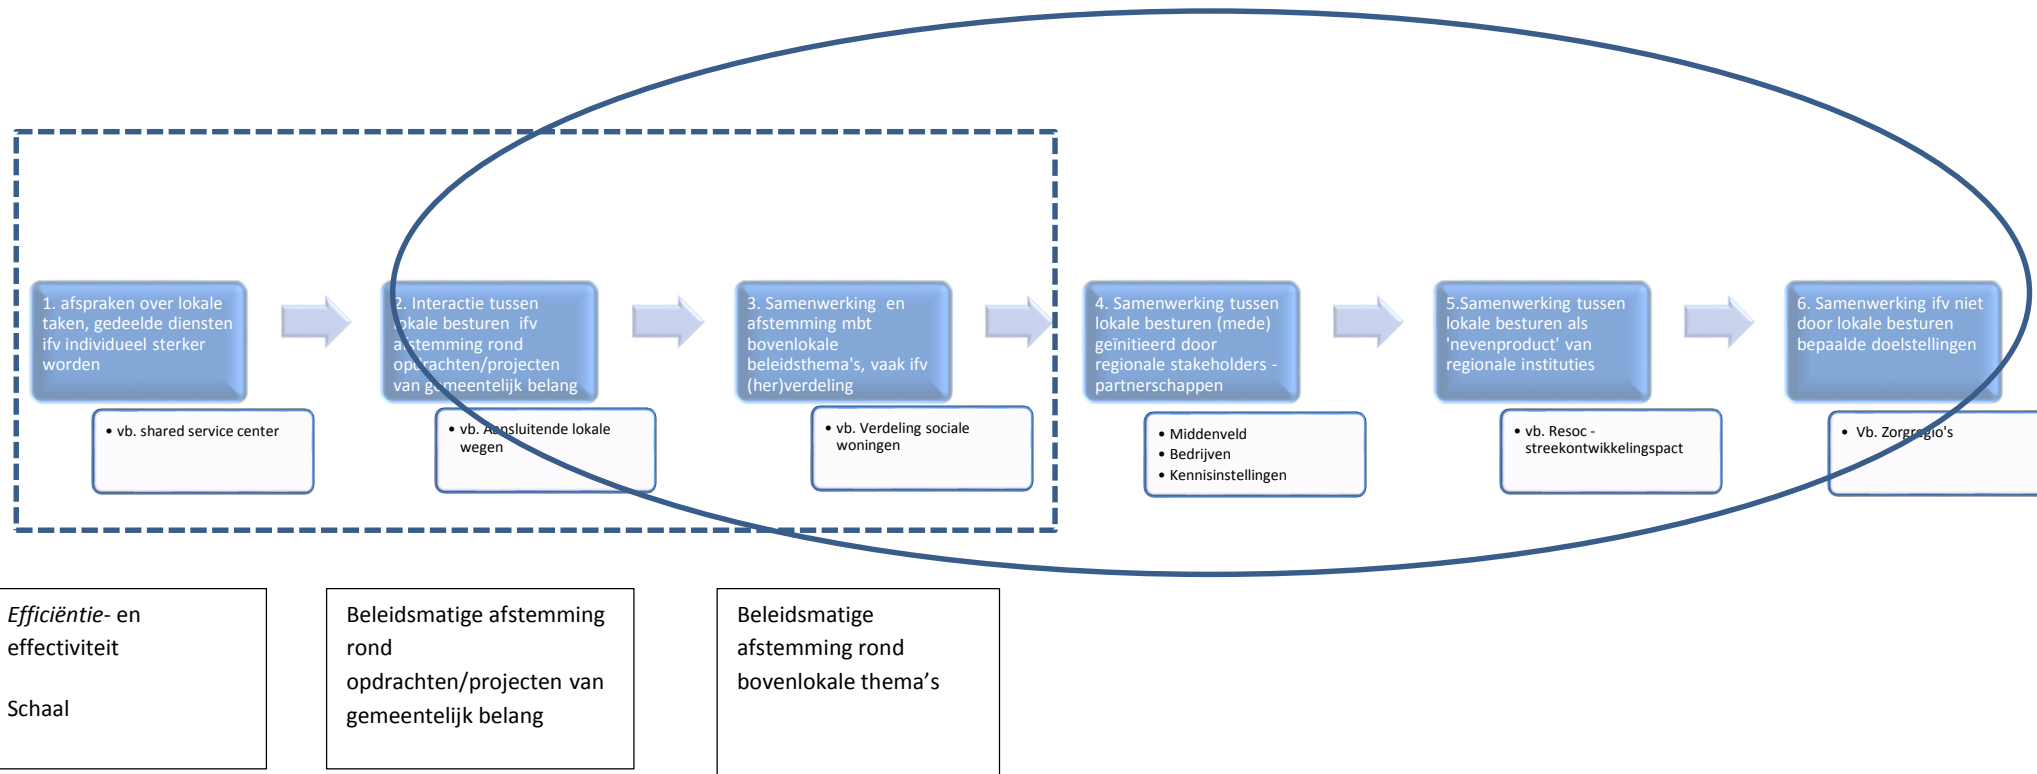 1. afspraken over lokale
taken, gedeelde diensten
ifv individueel sterker
worden
• vb. shared service center
2. Interactie tussen
lokale besturen ifv
afstemming rond
opdrachten/projecten
van gemeentelijk belang
• vb. Aansluitende lokale
wegen
3. Samenwerking en
afstemming mbt
bovenlokale
beleidsthema's, vaak ifv
(her)verdeling
• vb. Verdeling sociale
woningen
4. Samenwerking tussen
lokale besturen (mede)
geïnitieerd door
regionale stakeholders -
partnerschappen
• Middenveld
• Bedrijven
• Kennisinstellingen
5.Samenwerking tussen
lokale besturen als
'nevenproduct' van
regionale instituties
• vb. Resoc -
streekontwikkelingspact
6. Samenwerking ifv niet
door lokale besturen
bepaalde doelstellingen
• Vb. Zorgregio's
Efficiëntie- en
effectiviteit
Schaal
Beleidsmatige afstemming
rond
opdrachten/projecten van
gemeentelijk belang
Beleidsmatige
afstemming rond
bovenlokale thema’s